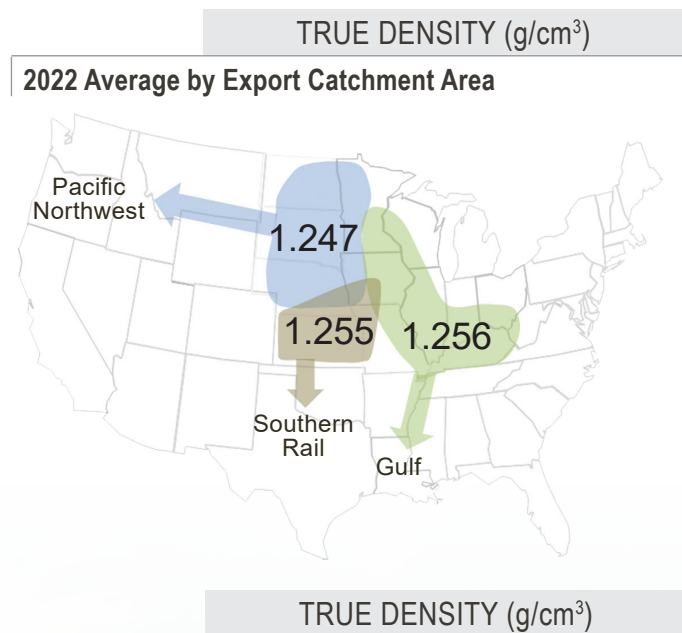 TRUE DENSITY (g/cm³)
2022 Average by Export Catchment Area
Pacific
Northwest
1.247
1.255
1.256
Southern
Rail
Gulf
TRUE DENSITY (g/cm³)